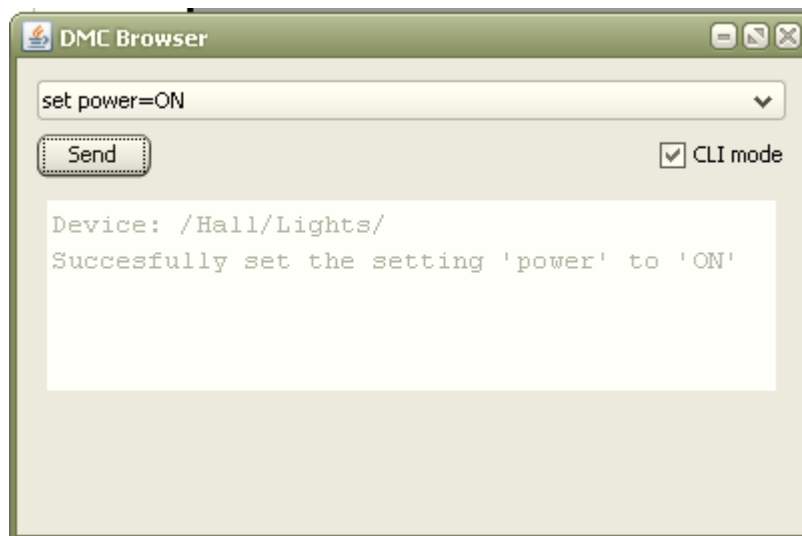 DMC Browser
set power=ON
Send
CLI mode
Device: /Hall/Lights/
Succesfully set the setting 'power' to 'ON'